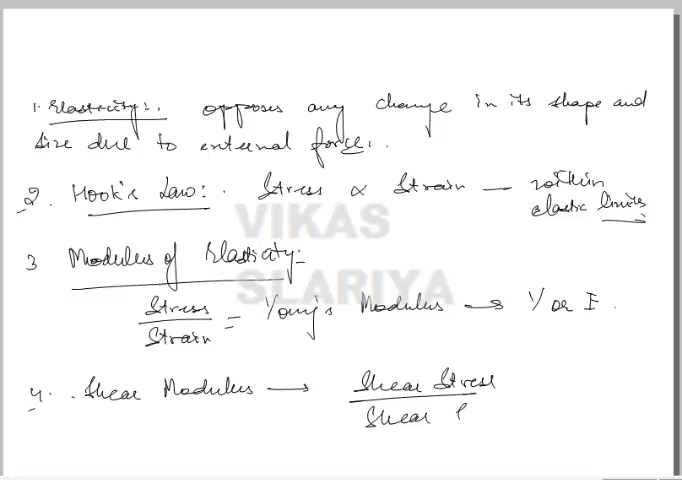 1. Elasticity:. opposes any change in its shape and
size due to external force.
2. Hook's Law:. Stress ∝ Strain — within
elastic limits
VIKAS
3 Modulus of Elasticity:
SLARIYA
Stress
Strain = Young's Modulus → Y or E.
4. Shear Modulus → Shear Stress
Shear